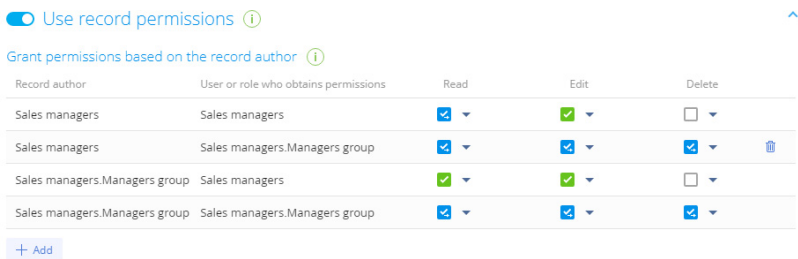 Use record permissions i
Grant permissions based on the record author i
Record author User or role who obtains permissions Read Edit Delete
Sales managers Sales managers
Sales managers Sales managers.Managers group
Sales managers.Managers group Sales managers
Sales managers.Managers group Sales managers.Managers group
+ Add